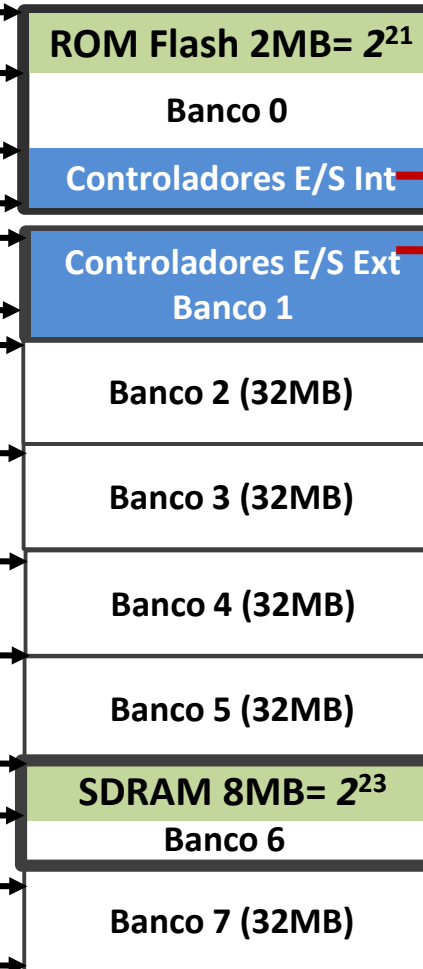 ROM Flash 2MB= 2²¹
Banco 0
Controladores E/S Int
Controladores E/S Ext
Banco 1
Banco 2 (32MB)
Banco 3 (32MB)
Banco 4 (32MB)
Banco 5 (32MB)
SDRAM 8MB= 2²³
Banco 6
Banco 7 (32MB)